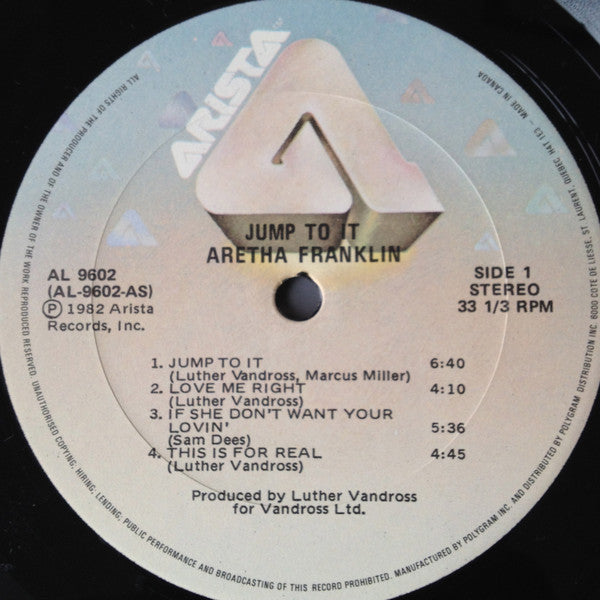 ARISTA
JUMP TO IT
ARETHA FRANKLIN
AL 9602
(AL-9602-AS)
Ⓟ 1982 Arista
Records, Inc.
SIDE 1
STEREO
33 1/3 RPM
1. JUMP TO IT 6:40
(Luther Vandross, Marcus Miller)
2. LOVE ME RIGHT 4:10
(Luther Vandross)
3. IF SHE DON'T WANT YOUR
LOVIN' 5:36
(Sam Dees)
4. THIS IS FOR REAL 4:45
(Luther Vandross)
Produced by Luther Vandross
for Vandross Ltd.
ALL RIGHTS OF THE PRODUCER AND OF THE OWNER OF THE WORK REPRODUCED RESERVED. UNAUTHORISED COPYING, HIRING, LENDING, PUBLIC PERFORMANCE AND BROADCASTING OF THIS RECORD PROHIBITED. MANUFACTURED BY POLYGRAM INC. AND DISTRIBUTED BY POLYGRAM DISTRIBUTION INC. 6000 COTE DE LIESSE, ST LAURENT, QUEBEC H4T 1E3 – MADE IN CANADA